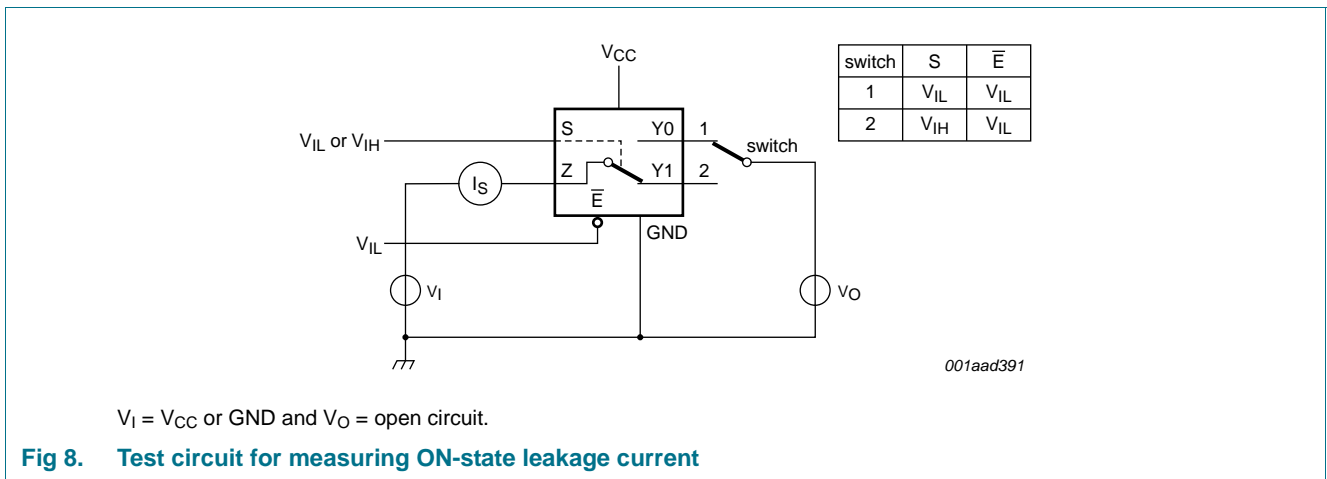 VCC
switch S E̅
1 VIL VIL
2 VIH VIL
VIL or VIH
S Y0 1
switch
IS Z Y1 2
E̅
GND
VIL
VI
VO
001aad391
VI = VCC or GND and VO = open circuit.
Fig 8. Test circuit for measuring ON-state leakage current